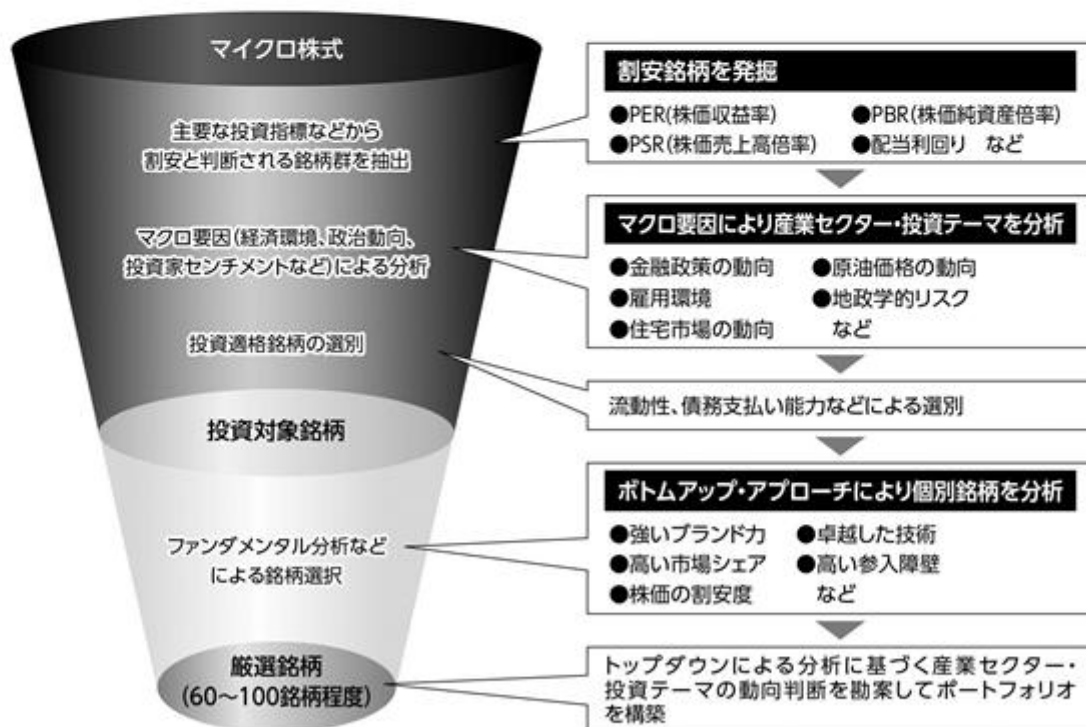 マイクロ株式
主要な投資指標などから
割安と判断される銘柄群を抽出
マクロ要因(経済環境、政治動向、
投資家センチメントなど)による分析
投資適格銘柄の選別
投資対象銘柄
ファンダメンタル分析など
による銘柄選択
厳選銘柄
(60〜100銘柄程度)
割安銘柄を発掘
●PER(株価収益率) ●PBR(株価純資産倍率)
●PSR(株価売上高倍率) ●配当利回り など
マクロ要因により産業セクター・投資テーマを分析
●金融政策の動向 ●原油価格の動向
●雇用環境 ●地政学的リスク
●住宅市場の動向 など
流動性、債務支払い能力などによる選別
ボトムアップ・アプローチにより個別銘柄を分析
●強いブランド力 ●卓越した技術
●高い市場シェア ●高い参入障壁
●株価の割安度 など
トップダウンによる分析に基づく産業セクター・
投資テーマの動向判断を勘案してポートフォリオ
を構築